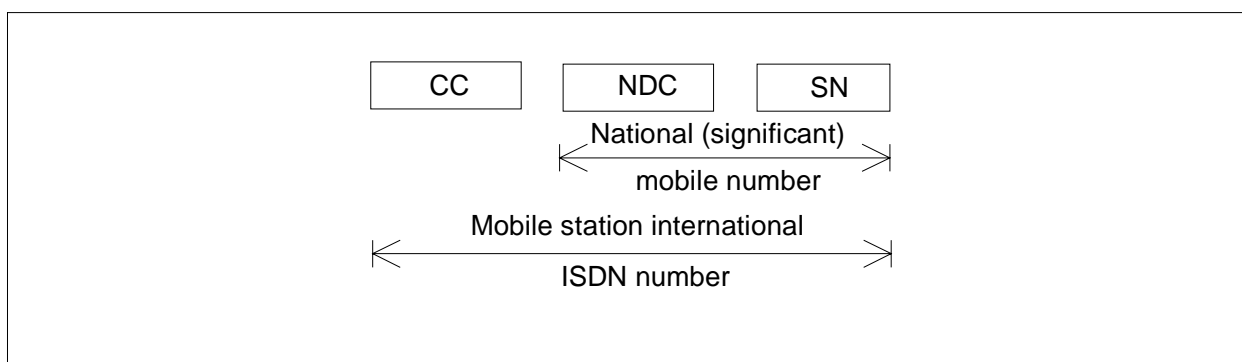 CC NDC SN
National (significant)
mobile number
Mobile station international
ISDN number